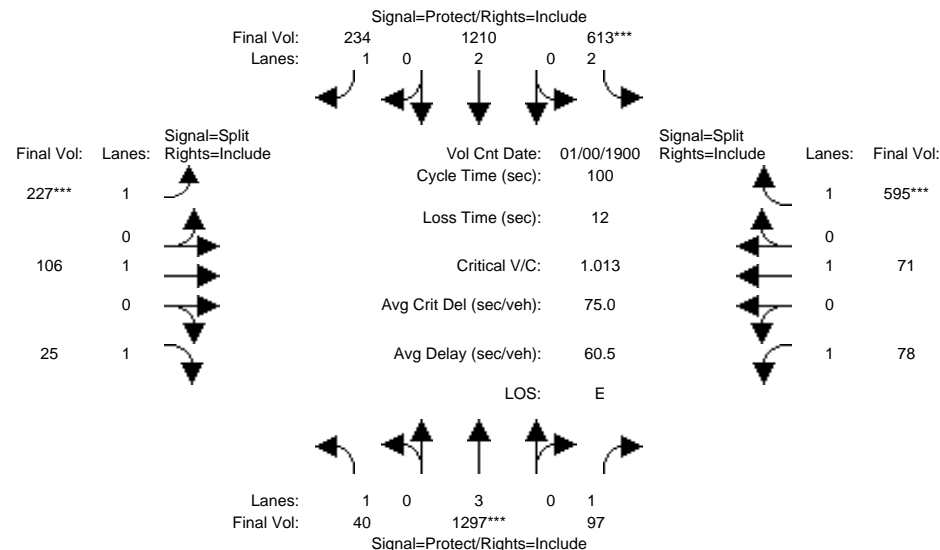 Signal=Protect/Rights=Include
Final Vol: 234 1210 613***
Lanes: 1 0 2 0 2
Signal=Split Signal=Split
Final Vol: Lanes: Rights=Include Vol Cnt Date: 01/00/1900 Rights=Include Lanes: Final Vol:
Cycle Time (sec): 100
227*** 1 1 595***
Loss Time (sec): 12
0 0
106 1 Critical V/C: 1.013 1 71
0 Avg Crit Del (sec/veh): 75.0 0
25 1 Avg Delay (sec/veh): 60.5 1 78
LOS: E
Lanes: 1 0 3 0 1
Final Vol: 40 1297*** 97
Signal=Protect/Rights=Include